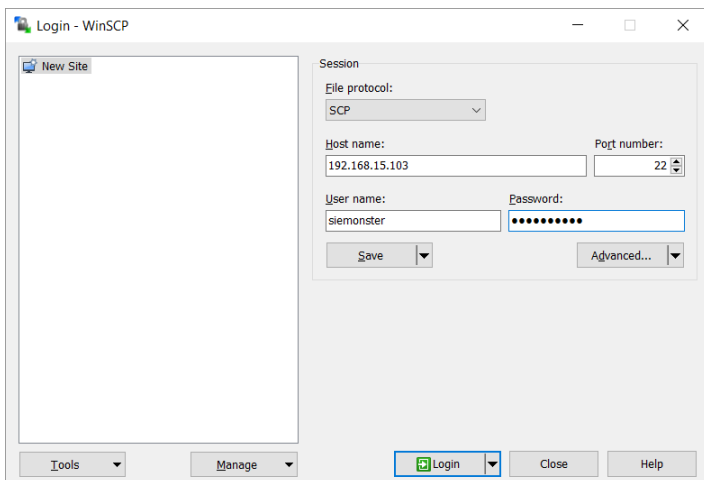 Login - WinSCP
New Site
Session
File protocol:
SCP
Host name:
Port number:
192.168.15.103
22
User name:
Password:
siemonster
●●●●●●●●●●
Save
Advanced...
Tools
Manage
Login
Close
Help